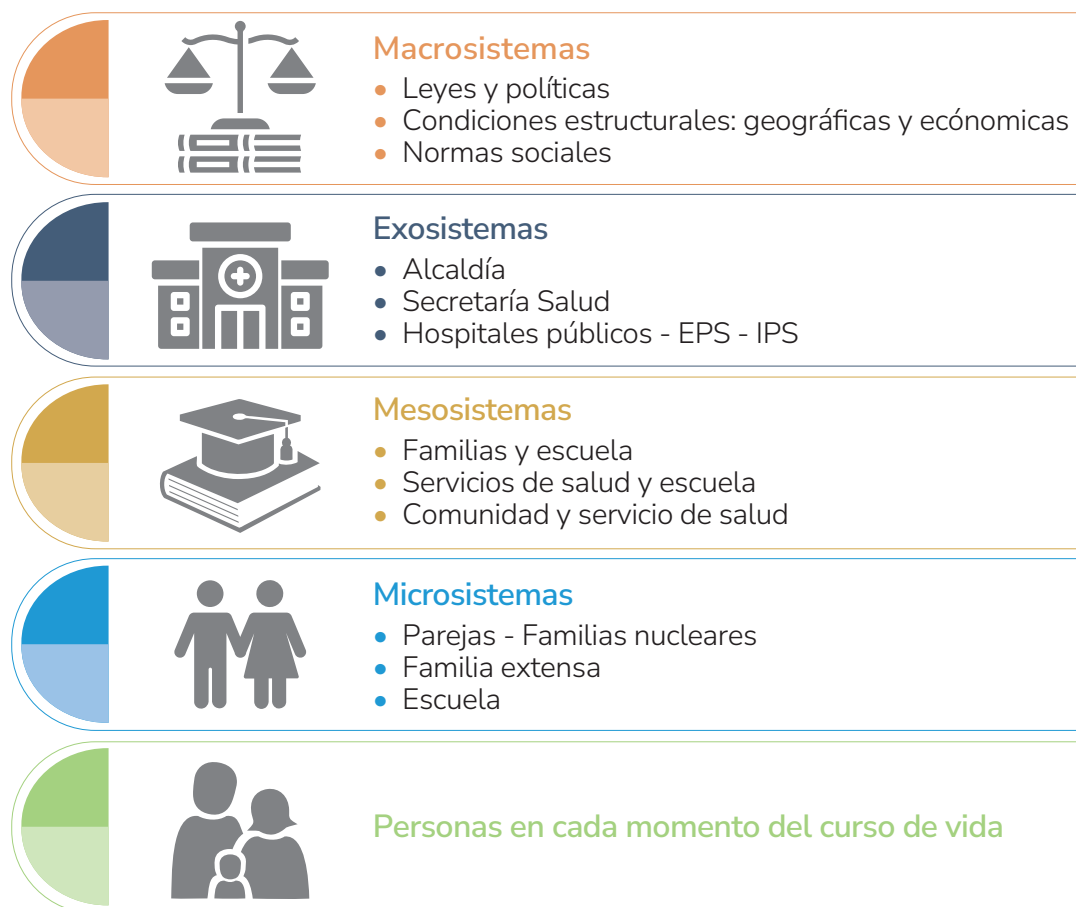 Macrosistemas
• Leyes y políticas
• Condiciones estructurales: geográficas y ecónomicas
• Normas sociales
Exosistemas
• Alcaldía
• Secretaría Salud
• Hospitales públicos - EPS - IPS
Mesosistemas
• Familias y escuela
• Servicios de salud y escuela
• Comunidad y servicio de salud
Microsistemas
• Parejas - Familias nucleares
• Familia extensa
• Escuela
Personas en cada momento del curso de vida